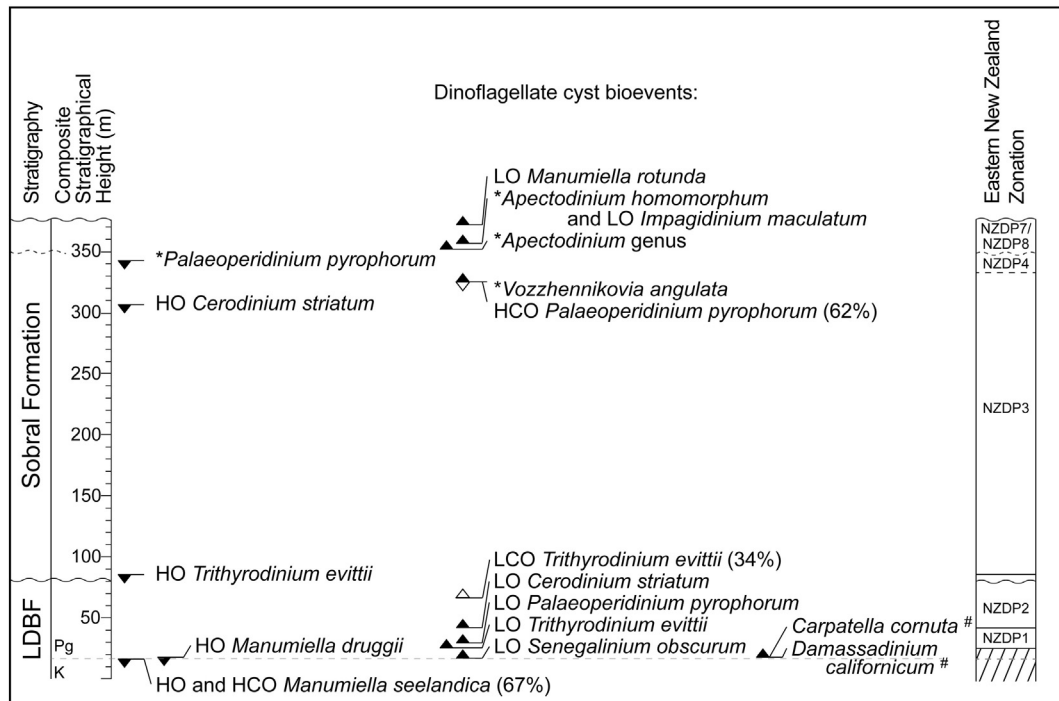 Dinoflagellate cyst bioevents:
Stratigraphy
Composite
Stratigraphical
Height (m)
Eastern New Zealand
Zonation
LO Manumiella rotunda
*Apectodinium homomorphum
and LO Impagidinium maculatum
*Apectodinium genus
*Palaeoperidinium pyrophorum
*Vozzhennikovia angulata
HO Cerodinium striatum
HCO Palaeoperidinium pyrophorum (62%)
350
300
250
200
150
100
50
Sobral Formation
LDBF
Pg
K
NZDP7/
NZDP8
NZDP4
NZDP3
NZDP2
NZDP1
HO Trithyrodinium evittii
LCO Trithyrodinium evittii (34%)
LO Cerodinium striatum
LO Palaeoperidinium pyrophorum
LO Trithyrodinium evittii
LO Senegalinium obscurum
HO Manumiella druggii
Carpatella cornuta #
Damassadinium
californicum #
HO and HCO Manumiella seelandica (67%)